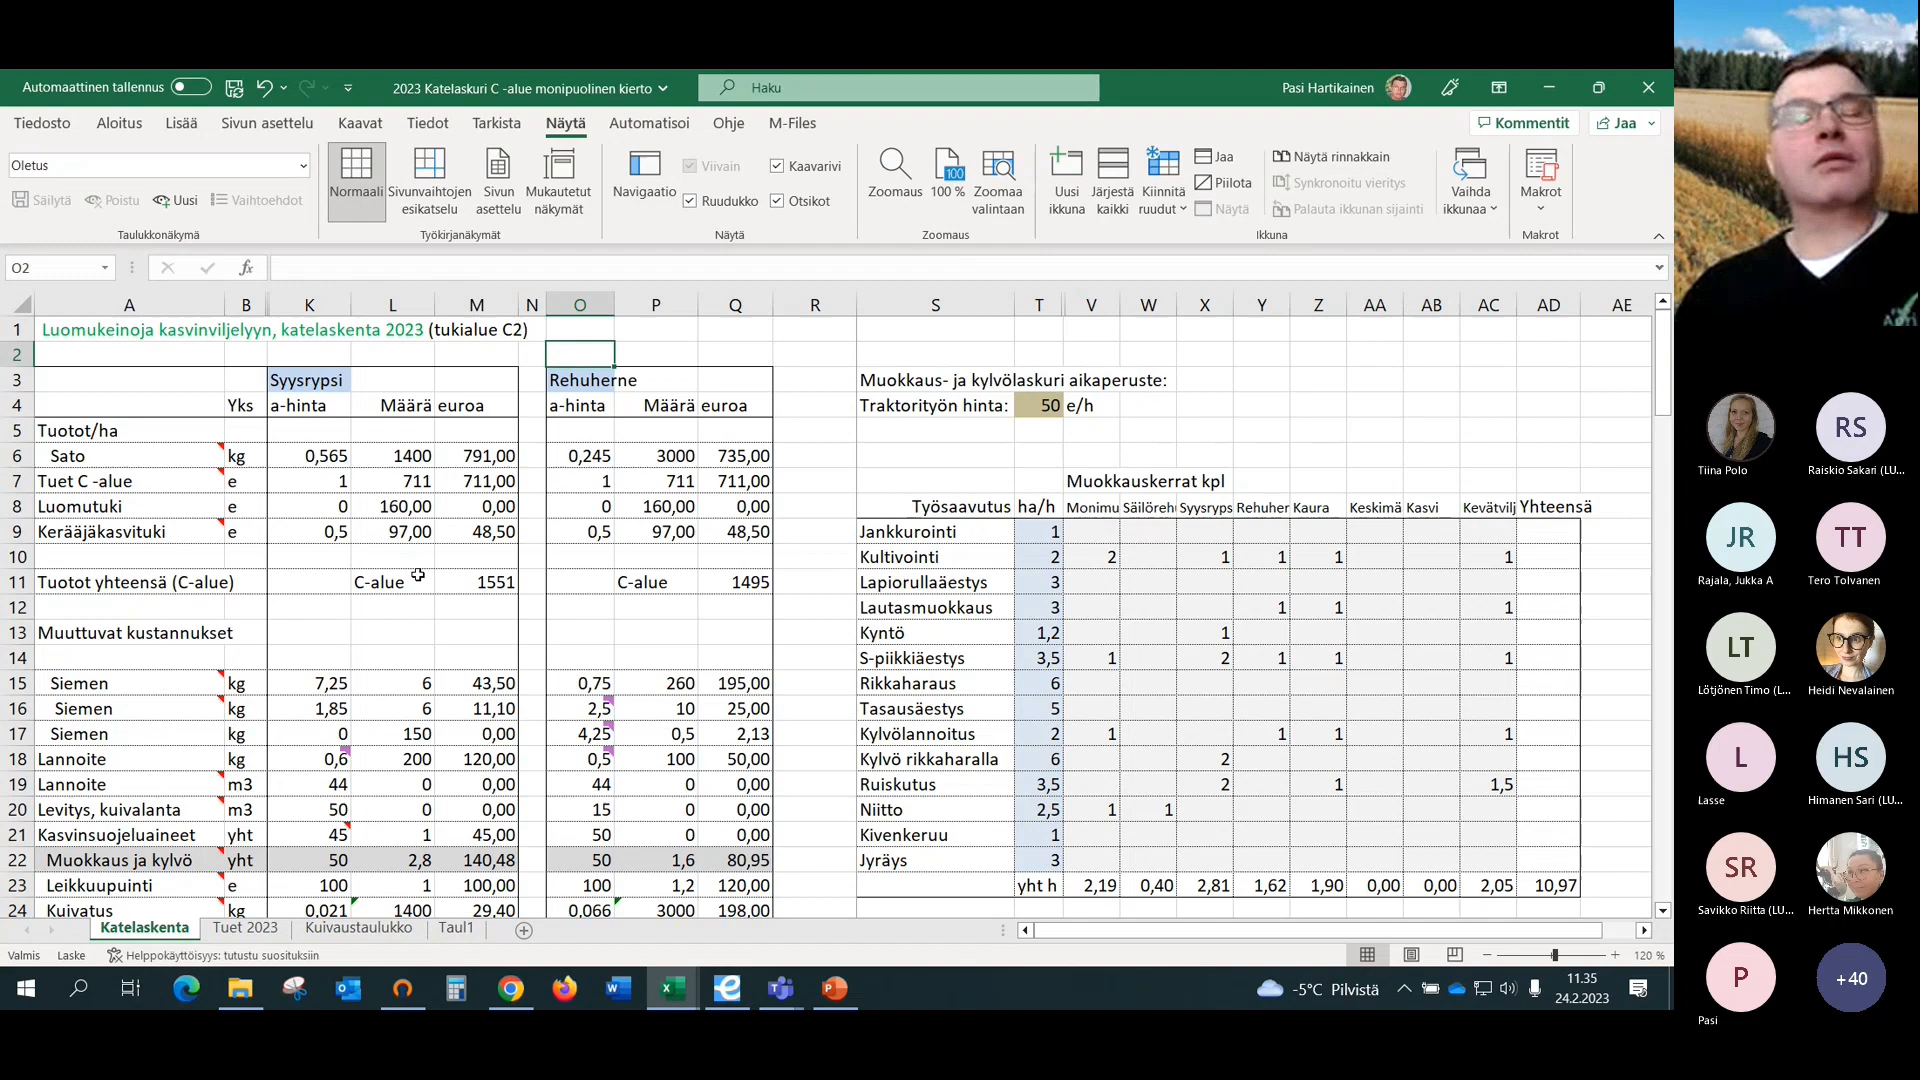 Automaattinen tallennus 2023 Katelaskuri C -alue monipuolinen kierto Haku Pasi Hartikainen
Tiedosto Aloitus Lisää Sivun asettelu Kaavat Tiedot Tarkista Näytä Automatisoi Ohje M-Files Kommentit Jaa
Oletus
Säilytä Poistu Uusi Vaihtoehdot
Taulukkonäkymä
Normaali Sivunvaihtojen esikatselu Sivun asettelu Mukautetut näkymät
Työkirjanäkymät
Navigaatio Viivain Kaavarivi Ruudukko Otsikot
Näytä
Zoomaus 100 % Zoomaa valintaan
Zoomaus
Uusi ikkuna Järjestä kaikki Kiinnitä ruudut Jaa Piilota Näytä
Näytä rinnakkain
Synkronoitu vieritys
Palauta ikkunan sijainti
Vaihda ikkunaa
Ikkuna
Makrot
Makrot
O2 fx
A B K L M N O P Q R S T V W X Y Z AA AB AC AD AE
1 Luomukeinoja kasvinviljelyyn, katelaskenta 2023 (tukialue C2)
2
3 Syysrypsi Rehuherne Muokkaus- ja kylvölaskuri aikaperuste:
4 Yks a-hinta Määrä euroa a-hinta Määrä euroa Traktorityön hinta: 50 e/h
5 Tuotot/ha
6 Sato kg 0,565 1400 791,00 0,245 3000 735,00
7 Tuet C -alue e 1 711 711,00 1 711 711,00 Muokkauskerrat kpl
8 Luomutuki e 0 160,00 0,00 0 160,00 0,00 Työsaavutus ha/h Monimu Säilöreh Syysryps Rehuher Kaura Keskimä Kasvi Kevätvilj Yhteensä
9 Kerääjäkasvituki e 0,5 97,00 48,50 0,5 97,00 48,50 Jankkurointi 1
10 Kultivointi 2 2 1 1 1 1
11 Tuotot yhteensä (C-alue) C-alue 1551 C-alue 1495 Lapiorullaäestys 3
12 Lautasmuokkaus 3 1 1 1
13 Muuttuvat kustannukset Kyntö 1,2 1
14 S-piikkiäestys 3,5 1 2 1 1 1
15 Siemen kg 7,25 6 43,50 0,75 260 195,00 Rikkaharaus 6
16 Siemen kg 1,85 6 11,10 2,5 10 25,00 Tasausäestys 5
17 Siemen kg 0 150 0,00 4,25 0,5 2,13 Kylvölannoitus 2 1 1 1 1
18 Lannoite kg 0,6 200 120,00 0,5 100 50,00 Kylvö rikkaharalla 6 2
19 Lannoite m3 44 0 0,00 44 0 0,00 Ruiskutus 3,5 2 1 1,5
20 Levitys, kuivalanta m3 50 0 0,00 15 0 0,00 Niitto 2,5 1 1
21 Kasvinsuojeluaineet yht 45 1 45,00 50 0 0,00 Kivenkeruu 1
22 Muokkaus ja kylvö yht 50 2,8 140,48 50 1,6 80,95 Jyräys 3
23 Leikkuupuinti e 100 1 100,00 100 1,2 120,00 yht h 2,19 0,40 2,81 1,62 1,90 0,00 0,00 2,05 10,97
24 Kuivatus kg 0,021 1400 29,40 0,066 3000 198,00
Katelaskenta Tuet 2023 Kuivaustaulukko Taul1
Valmis Laske Helppokäyttöisyys: tutustu suosituksiin 120 %
-5°C Pilvistä 11.35
24.2.2023
Tiina Polo
RS
Raiskio Sakari (LU...
JR
Rajala, Jukka A
TT
Tero Tolvanen
LT
Lötjönen Timo (L...
Heidi Nevalainen
L
Lasse
HS
Himanen Sari (LU...
SR
Savikko Riitta (LU...
Hertta Mikkonen
P
Pasi
+40